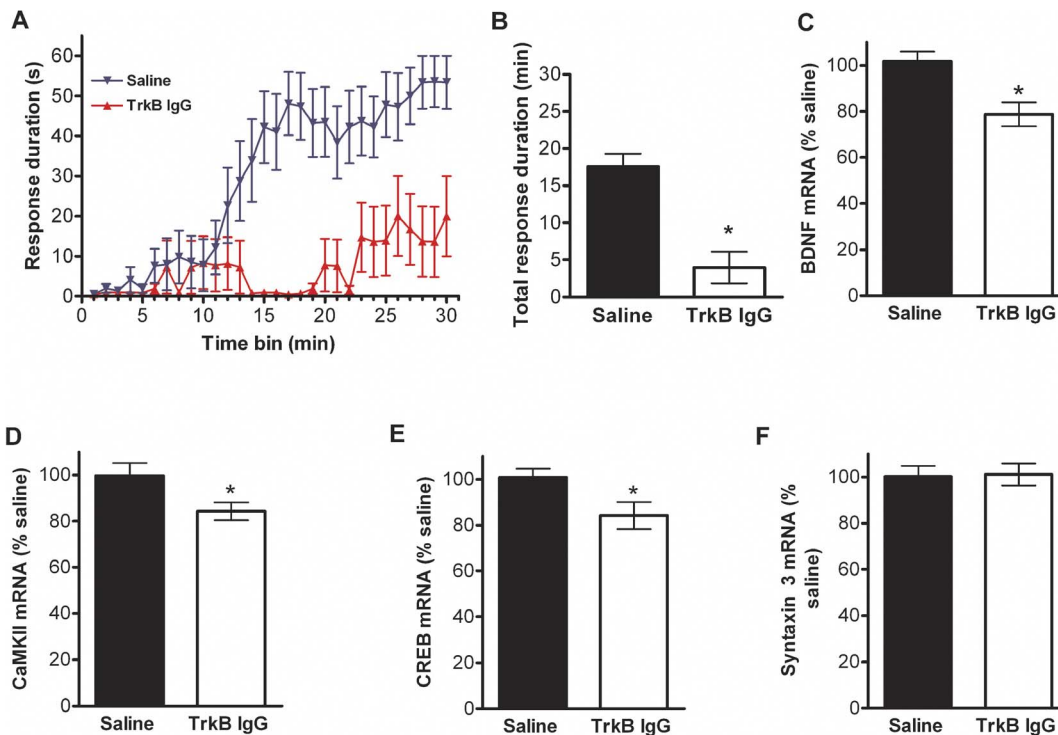 A
Response duration (s)
60
50
40
30
20
10
0
Saline
TrkB IgG
0 5 10 15 20 25 30
Time bin (min)
B
Total response duration (min)
30
25
20
15
10
5
0
*
Saline TrkB IgG
C
BDNF mRNA (% saline)
100
80
60
40
20
0
*
Saline TrkB IgG
D
CaMKII mRNA (% saline)
100
80
60
40
20
0
*
Saline TrkB IgG
E
CREB mRNA (% saline)
100
80
60
40
20
0
*
Saline TrkB IgG
F
Syntaxin 3 mRNA (%
saline)
100
80
60
40
20
0
Saline TrkB IgG